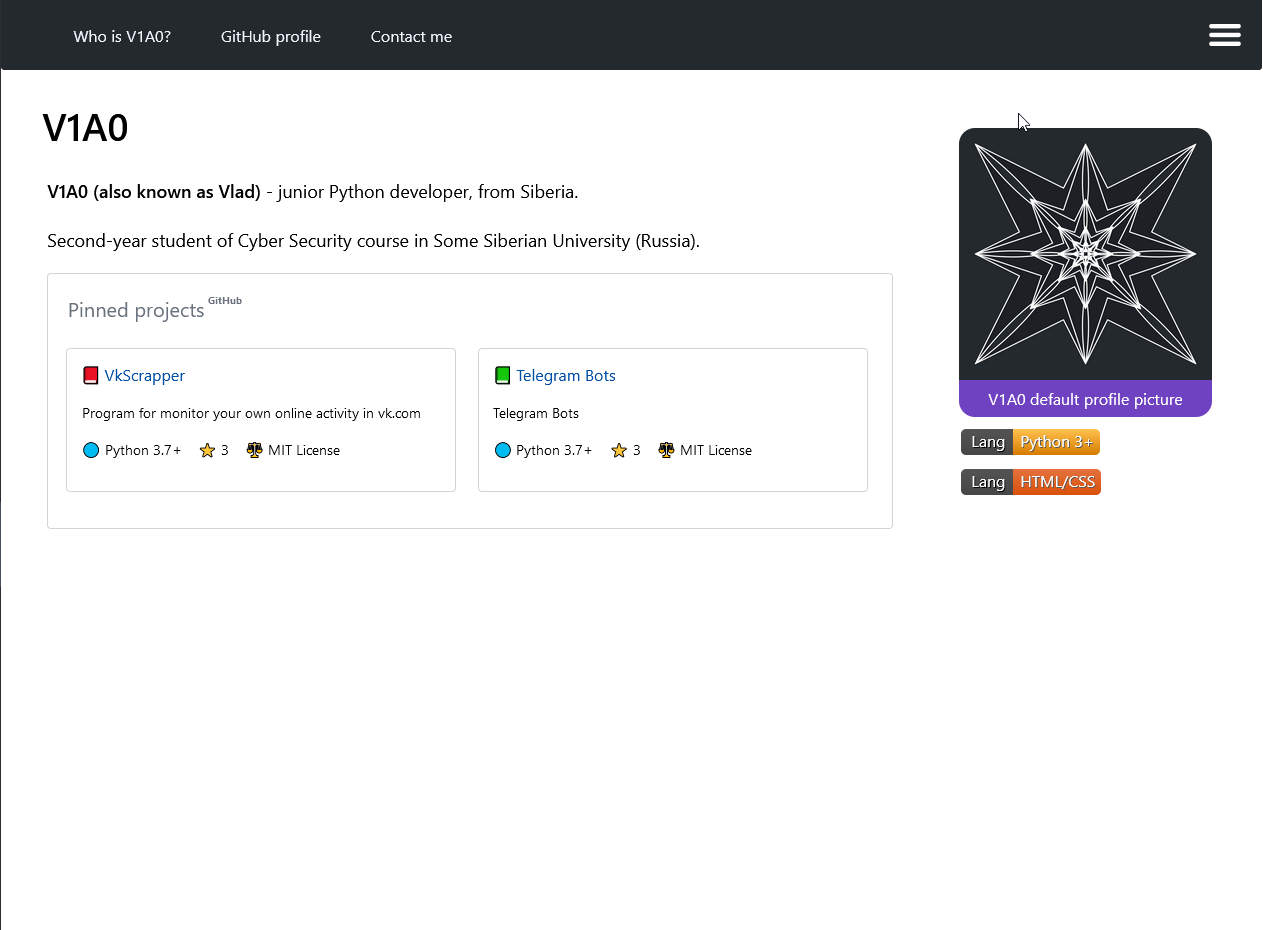 Who is V1A0? GitHub profile Contact me
V1A0
V1A0 (also known as Vlad) - junior Python developer, from Siberia.
Second-year student of Cyber Security course in Some Siberian University (Russia).
Pinned projects GitHub
VkScrapper
Program for monitor your own online activity in vk.com
Python 3.7+ 3 MIT License
Telegram Bots
Telegram Bots
Python 3.7+ 3 MIT License
V1A0 default profile picture
Lang Python 3+
Lang HTML/CSS